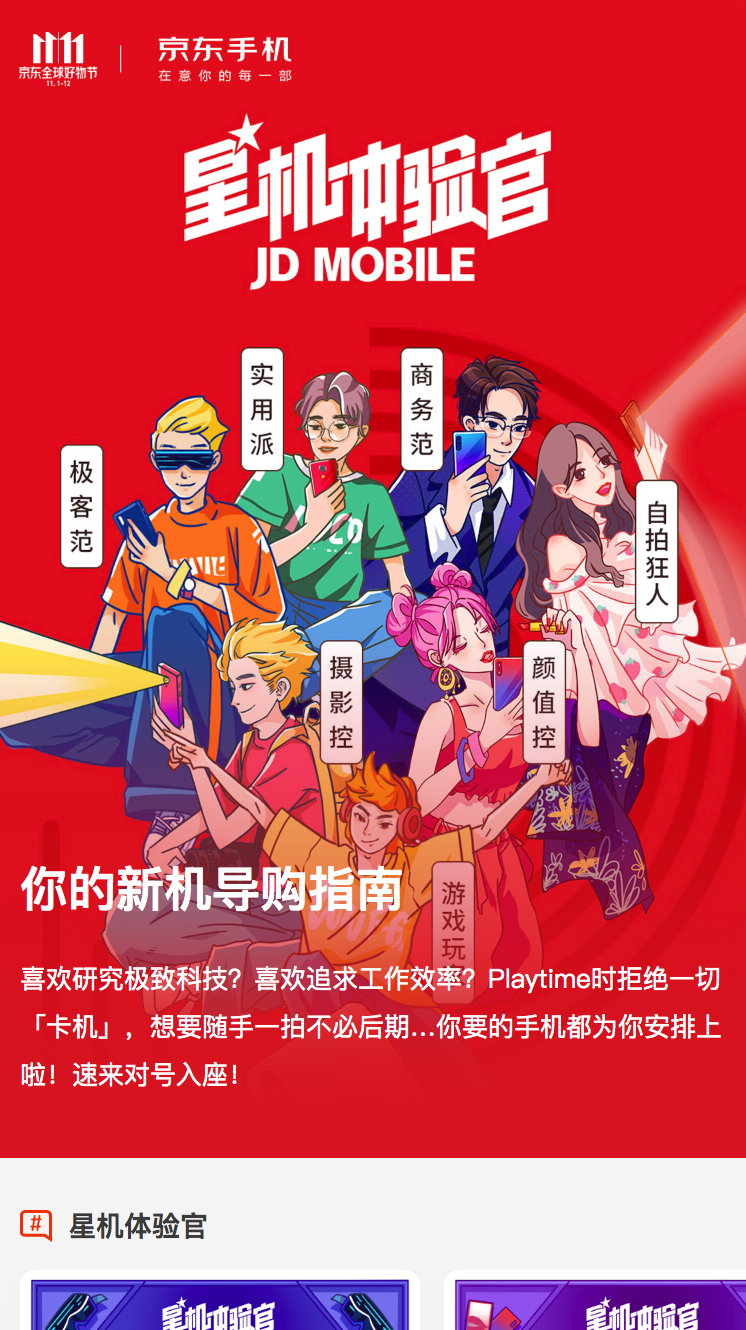 京东全球好物节
11.1-12
京东手机
在意你的每一部
星机体验官
JD MOBILE
实用派
商务范
极客范
自拍狂人
摄影控
颜值控
游戏玩
你的新机导购指南
喜欢研究极致科技？喜欢追求工作效率？Playtime时拒绝一切
「卡机」，想要随手一拍不必后期...你要的手机都为你安排上
啦！速来对号入座！
# 星机体验官
星机体验官
星机体验官